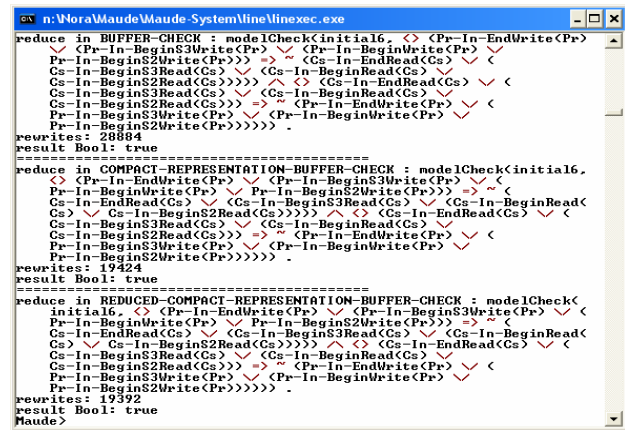 n:\Nora\Maude\Maude-System\line\linexec.exe
reduce in BUFFER-CHECK : modelCheck(initial6, <> (Pr-In-EndWrite(Pr)
\/ (Pr-In-BeginS3Write(Pr) \/ (Pr-In-BeginWrite(Pr) \/
Pr-In-BeginS2Write(Pr))) => ~ (Cs-In-EndRead(Cs) \/ (
Cs-In-BeginS3Read(Cs) \/ (Cs-In-BeginRead(Cs) \/
Cs-In-BeginS2Read(Cs))))) /\ <> (Cs-In-EndRead(Cs) \/ (
Cs-In-BeginS3Read(Cs) \/ (Cs-In-BeginRead(Cs) \/
Cs-In-BeginS2Read(Cs))) => ~ (Pr-In-EndWrite(Pr) \/ (
Pr-In-BeginS3Write(Pr) \/ (Pr-In-BeginWrite(Pr) \/
Pr-In-BeginS2Write(Pr)))))) .
rewrites: 28884
result Bool: true
==========================================
reduce in COMPACT-REPRESENTATION-BUFFER-CHECK : modelCheck(initial6,
<> (Pr-In-EndWrite(Pr) \/ (Pr-In-BeginS3Write(Pr) \/ (
Pr-In-BeginWrite(Pr) \/ Pr-In-BeginS2Write(Pr))) => ~ (
Cs-In-EndRead(Cs) \/ (Cs-In-BeginS3Read(Cs) \/ (Cs-In-BeginRead(
Cs) \/ Cs-In-BeginS2Read(Cs))))) /\ <> (Cs-In-EndRead(Cs) \/ (
Cs-In-BeginS3Read(Cs) \/ (Cs-In-BeginRead(Cs) \/
Cs-In-BeginS2Read(Cs))) => ~ (Pr-In-EndWrite(Pr) \/ (
Pr-In-BeginS3Write(Pr) \/ (Pr-In-BeginWrite(Pr) \/
Pr-In-BeginS2Write(Pr)))))) .
rewrites: 19424
result Bool: true
==========================================
reduce in REDUCED-COMPACT-REPRESENTATION-BUFFER-CHECK : modelCheck(
initial6, <> (Pr-In-EndWrite(Pr) \/ (Pr-In-BeginS3Write(Pr) \/ (
Pr-In-BeginWrite(Pr) \/ Pr-In-BeginS2Write(Pr))) => ~ (
Cs-In-EndRead(Cs) \/ (Cs-In-BeginS3Read(Cs) \/ (Cs-In-BeginRead(
Cs) \/ Cs-In-BeginS2Read(Cs))))) /\ <> (Cs-In-EndRead(Cs) \/ (
Cs-In-BeginS3Read(Cs) \/ (Cs-In-BeginRead(Cs) \/
Cs-In-BeginS2Read(Cs))) => ~ (Pr-In-EndWrite(Pr) \/ (
Pr-In-BeginS3Write(Pr) \/ (Pr-In-BeginWrite(Pr) \/
Pr-In-BeginS2Write(Pr)))))) .
rewrites: 19392
result Bool: true
Maude>